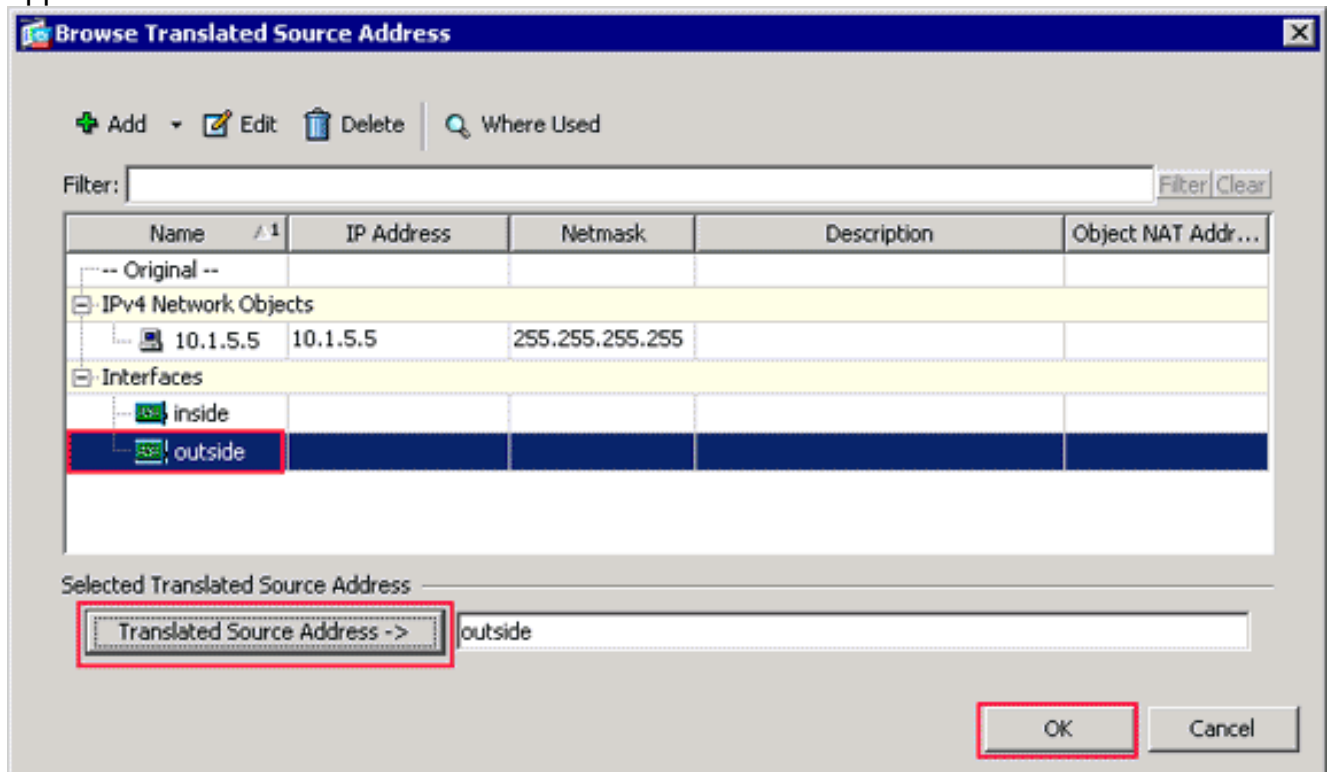 Browse Translated Source Address
Add Edit Delete Where Used
Filter: Filter Clear
Name 1 IP Address Netmask Description Object NAT Addr...
-- Original --
IPv4 Network Objects
10.1.5.5 10.1.5.5 255.255.255.255
Interfaces
inside
outside
Selected Translated Source Address
Translated Source Address -> outside
OK Cancel